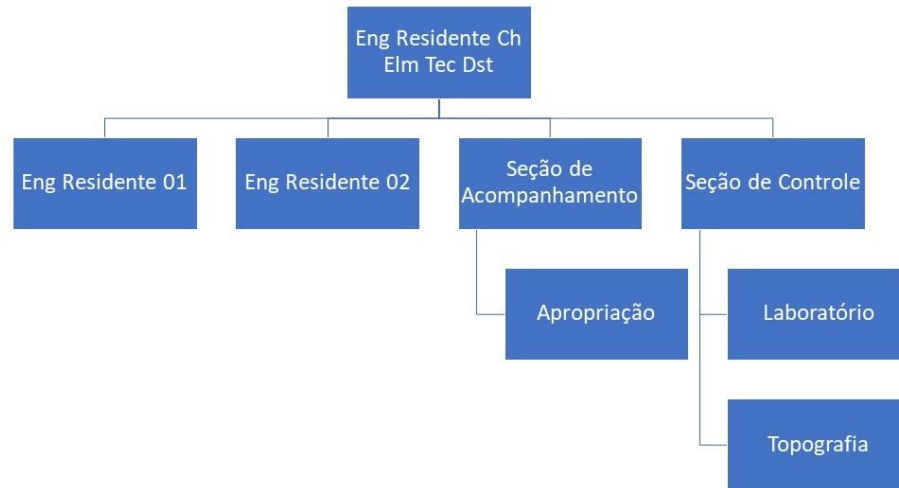 Eng Residente Ch
Elm Tec Dst
Eng Residente 01
Eng Residente 02
Seção de
Acompanhamento
Seção de Controle
Apropriação
Laboratório
Topografia